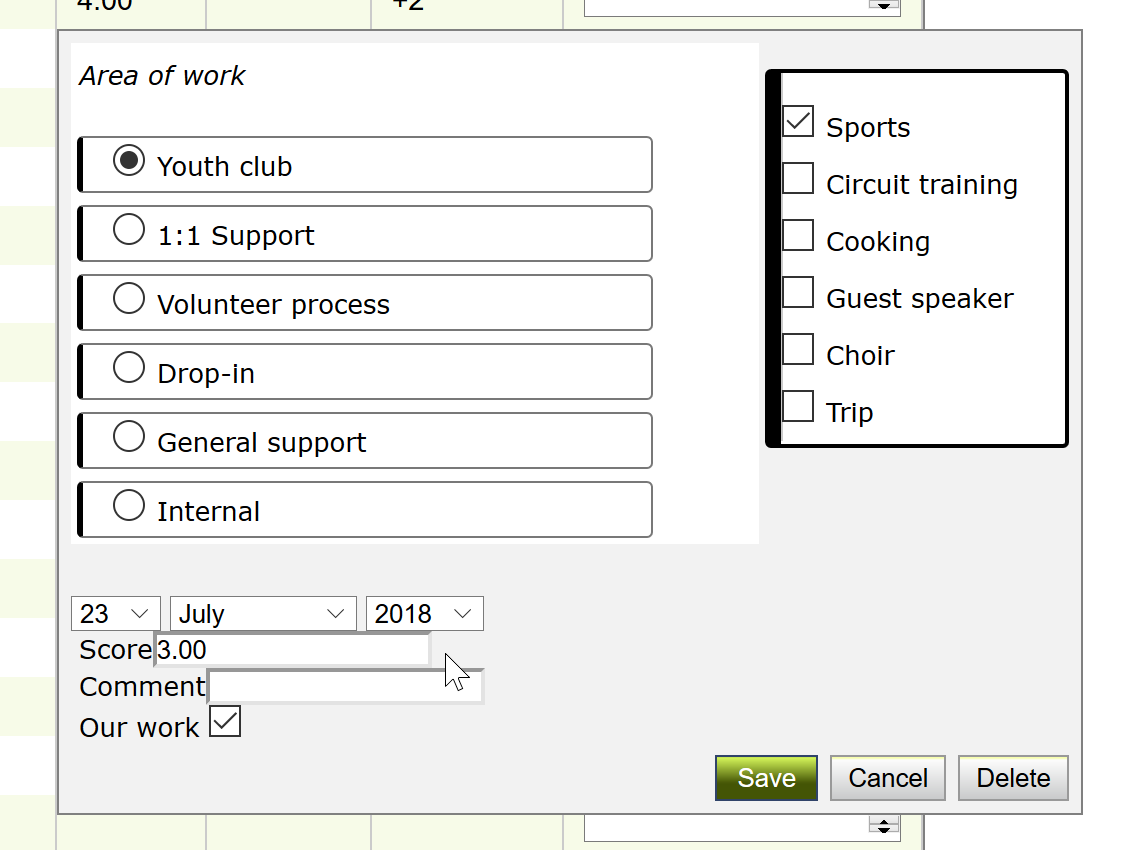 4.00 +2
Area of work
Youth club
1:1 Support
Volunteer process
Drop-in
General support
Internal
Sports
Circuit training
Cooking
Guest speaker
Choir
Trip
23 July 2018
Score 3.00
Comment
Our work
Save Cancel Delete